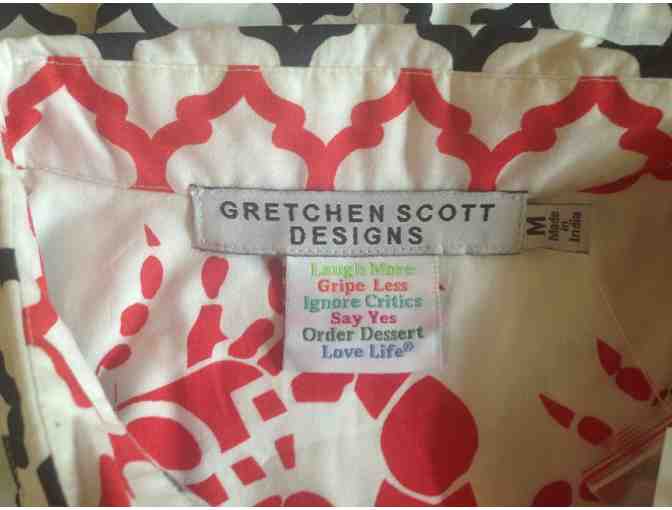 GRETCHEN SCOTT
DESIGNS
M
Made
in
India
Laugh More
Gripe Less
Ignore Critics
Say Yes
Order Dessert
Love Life®